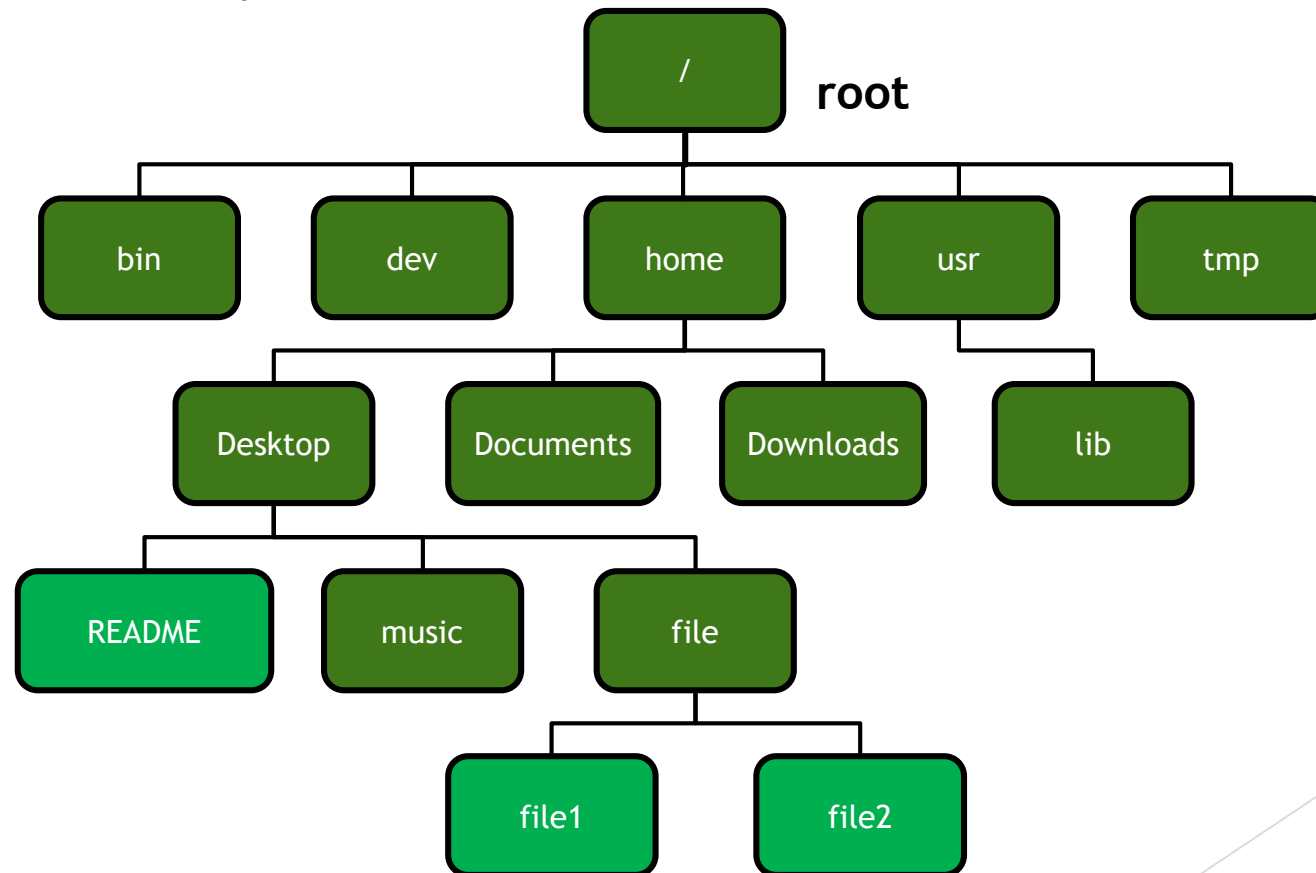 /
root
bin
dev
home
usr
tmp
Desktop
Documents
Downloads
lib
README
music
file
file1
file2